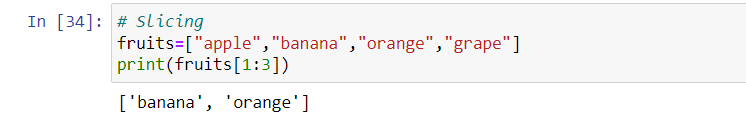 In [34]: # Slicing
fruits=["apple","banana","orange","grape"]
print(fruits[1:3])
['banana', 'orange']